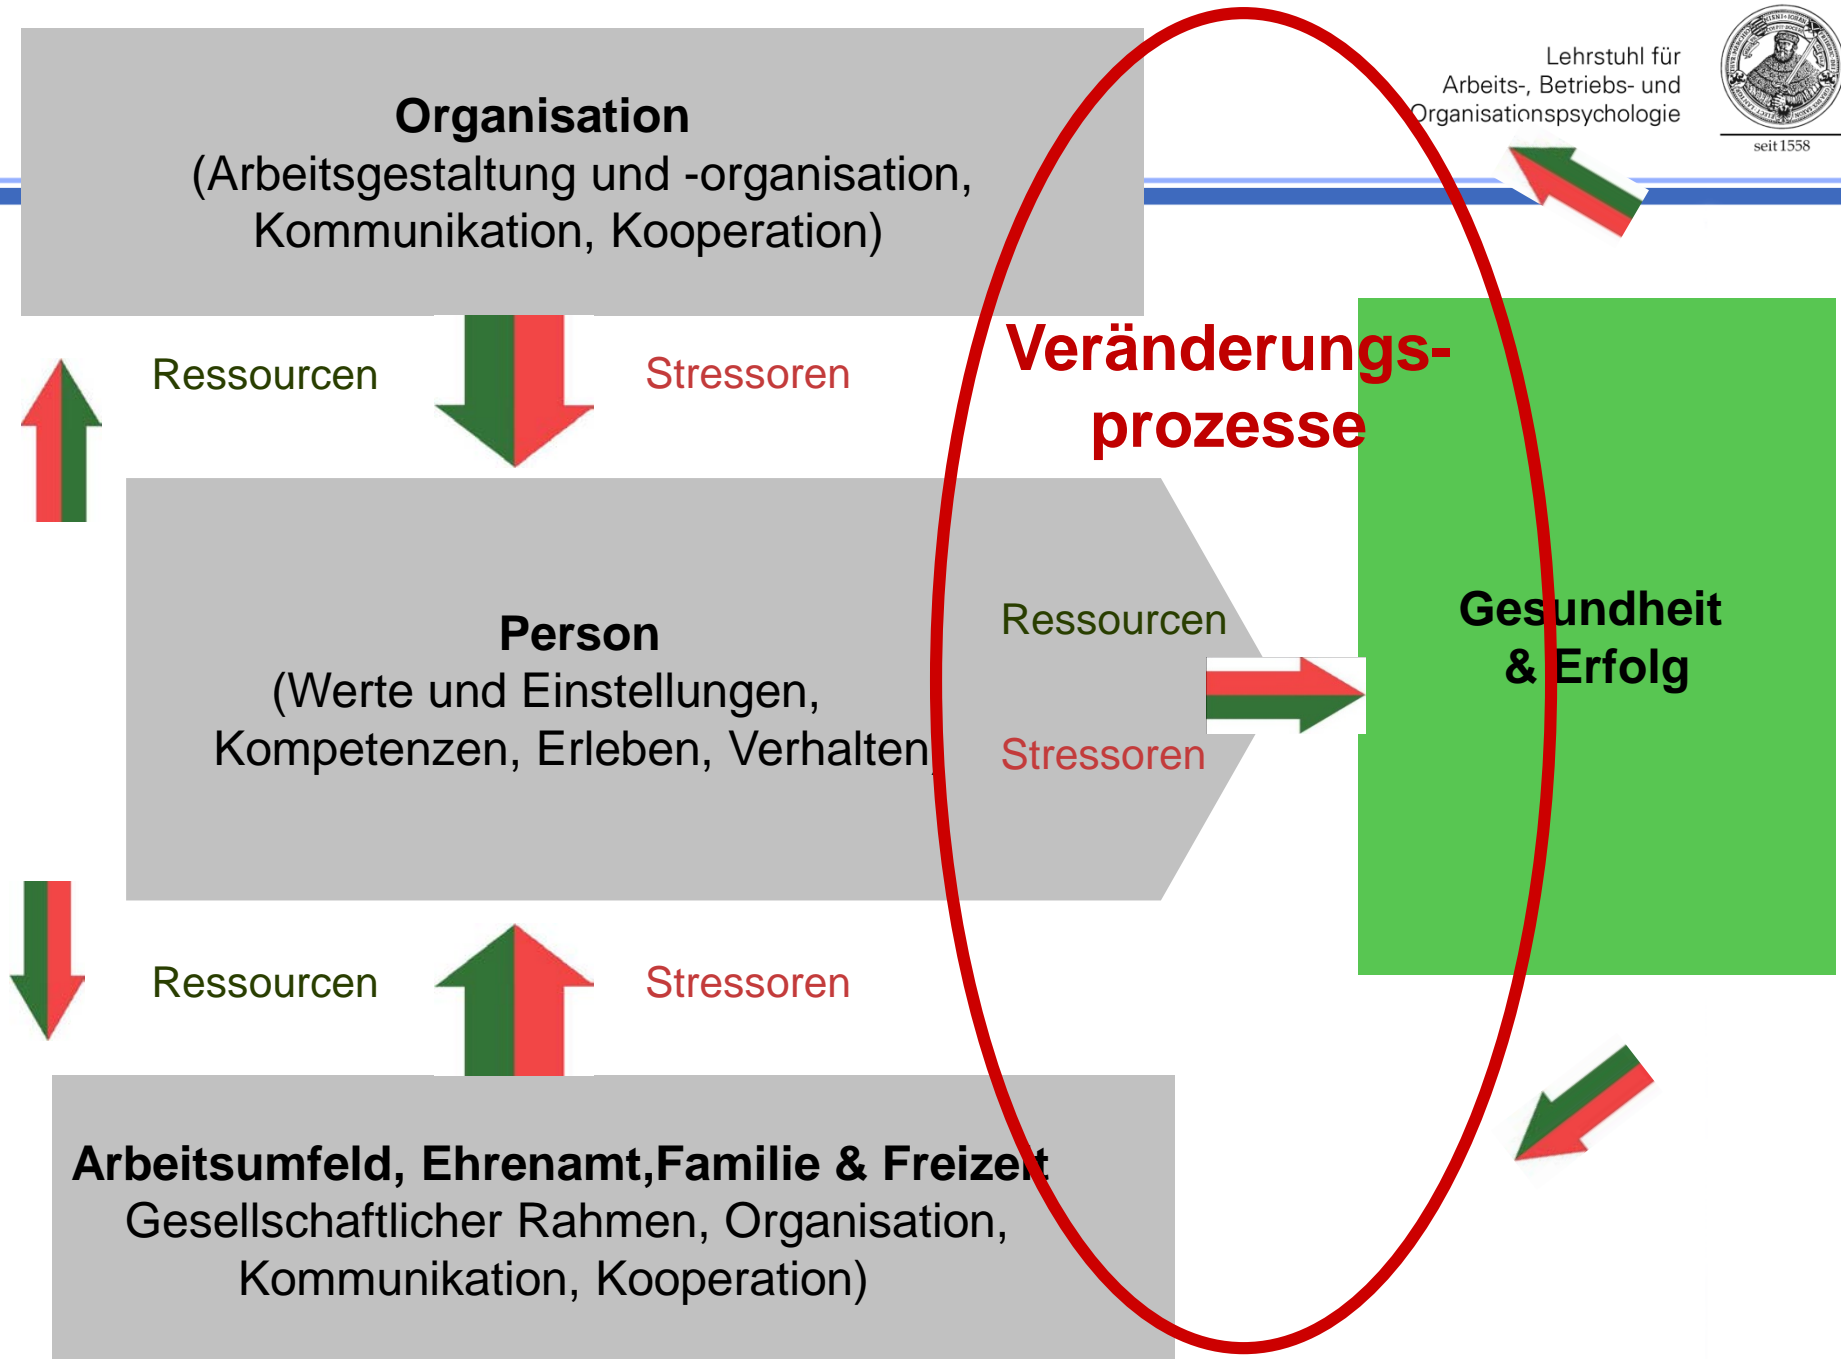 Lehrstuhl für
Arbeits-, Betriebs- und
Organisationspsychologie
seit 1558
Organisation
(Arbeitsgestaltung und -organisation,
Kommunikation, Kooperation)
Ressourcen
Stressoren
Veränderungs-
prozesse
Person
(Werte und Einstellungen,
Kompetenzen, Erleben, Verhalten)
Ressourcen
Stressoren
Gesundheit
& Erfolg
Ressourcen
Stressoren
Arbeitsumfeld, Ehrenamt,Familie & Freizeit
Gesellschaftlicher Rahmen, Organisation,
Kommunikation, Kooperation)